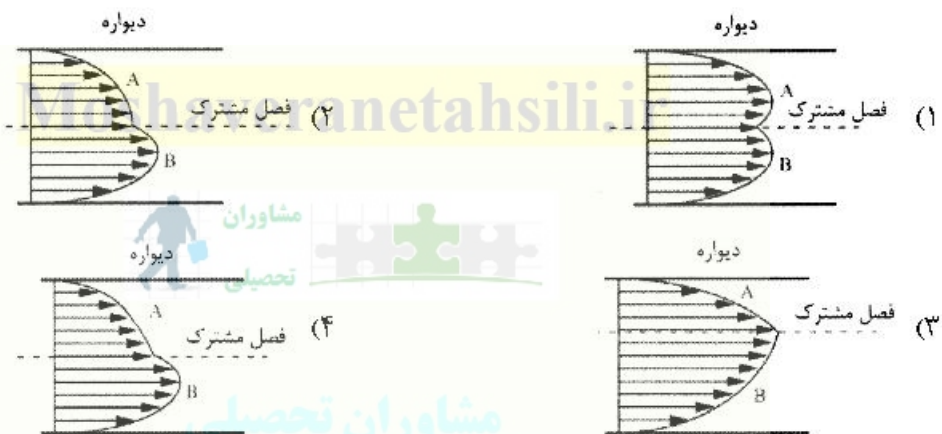 دیواره
A
فصل مشترک
B
(۱
دیواره
A
فصل مشترک
B
(۲
Moshaveranetahsili.ir
مشاوران
تحصیلی
دیواره
A
فصل مشترک
B
(۳
دیواره
A
فصل مشترک
B
(۴
مشاوران تحصیلی